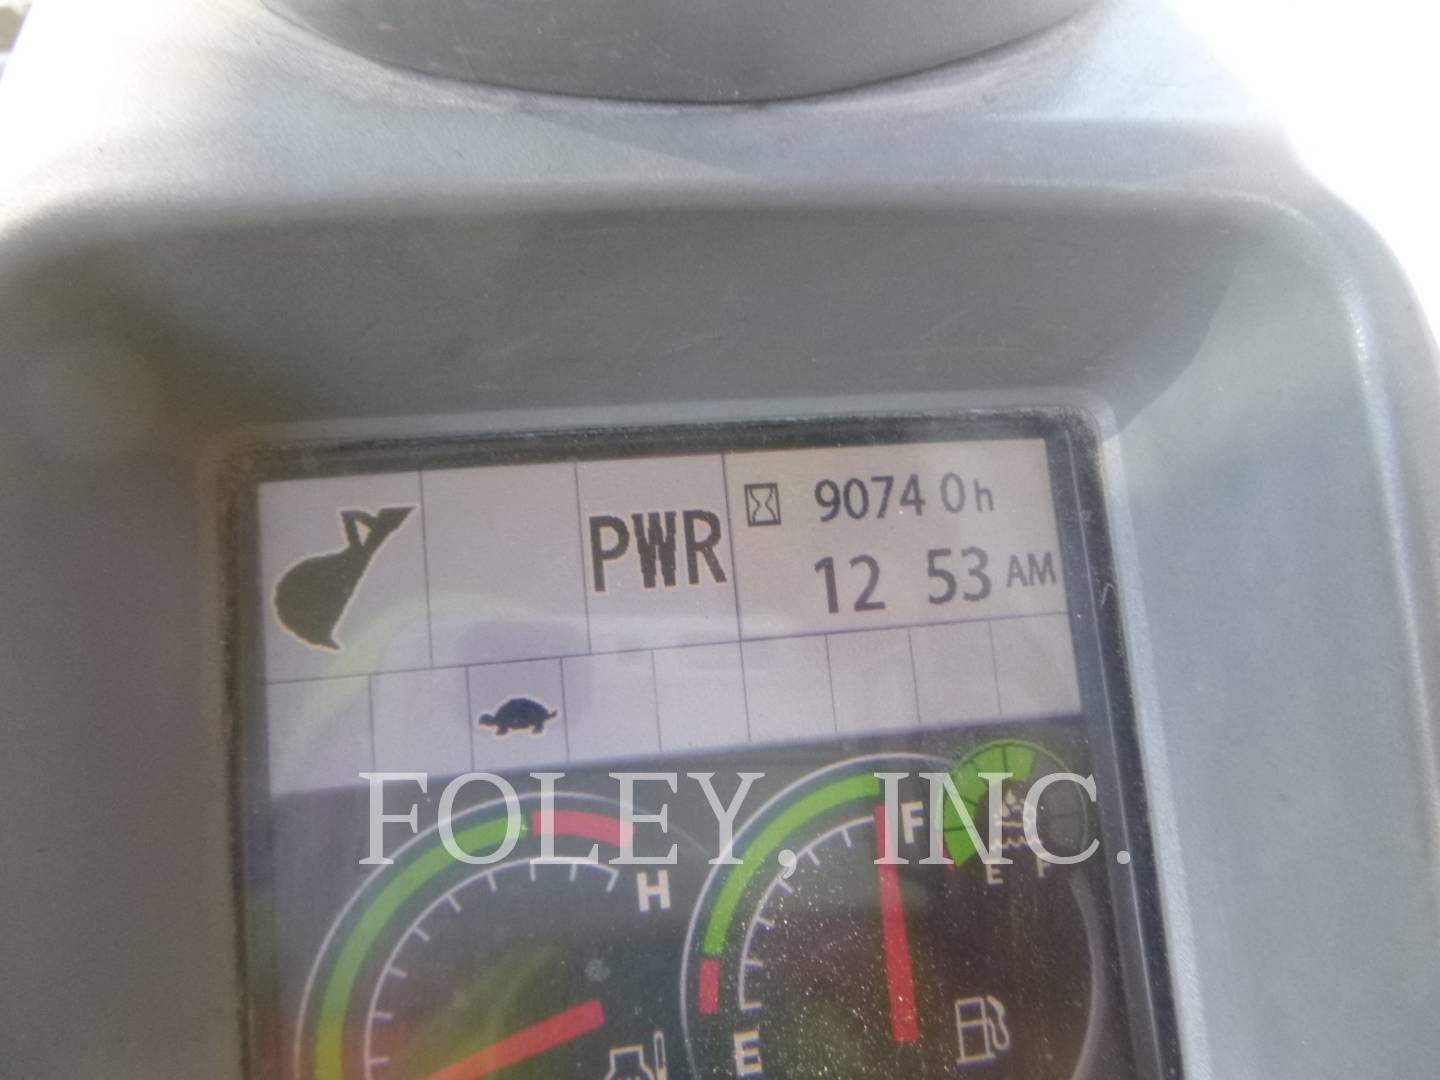 PWR
9074 0h
12 53 AM
FOLEY, INC.
H
F
E F
E